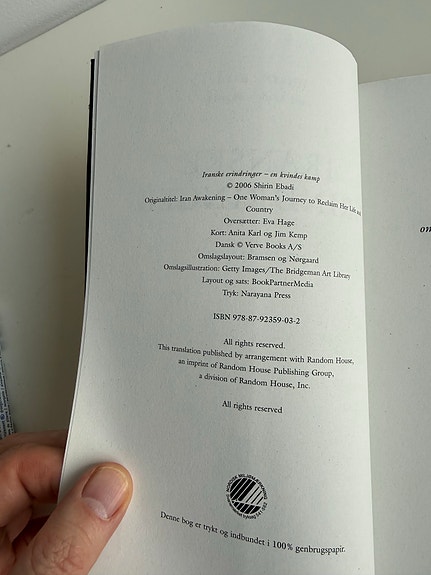 Iranske erindringer – en kvindes kamp
© 2006 Shirin Ebadi
Originaltitel: Iran Awakening – One Woman's Journey to Reclaim Her Life and
Country
Oversætter: Eva Hage
Kort: Anita Karl og Jim Kemp
Dansk © Verve Books A/S
Omslagslayout: Bramsen og Nørgaard
Omslagsillustration: Getty Images/The Bridgeman Art Library
Layout og sats: BookPartnerMedia
Tryk: Narayana Press
ISBN 978-87-92359-03-2
All rights reserved.
This translation published by arrangement with Random House,
an imprint of Random House Publishing Group,
a division of Random House, Inc.
All rights reserved
Denne bog er trykt og indbundet i 100% genbrugspapir.